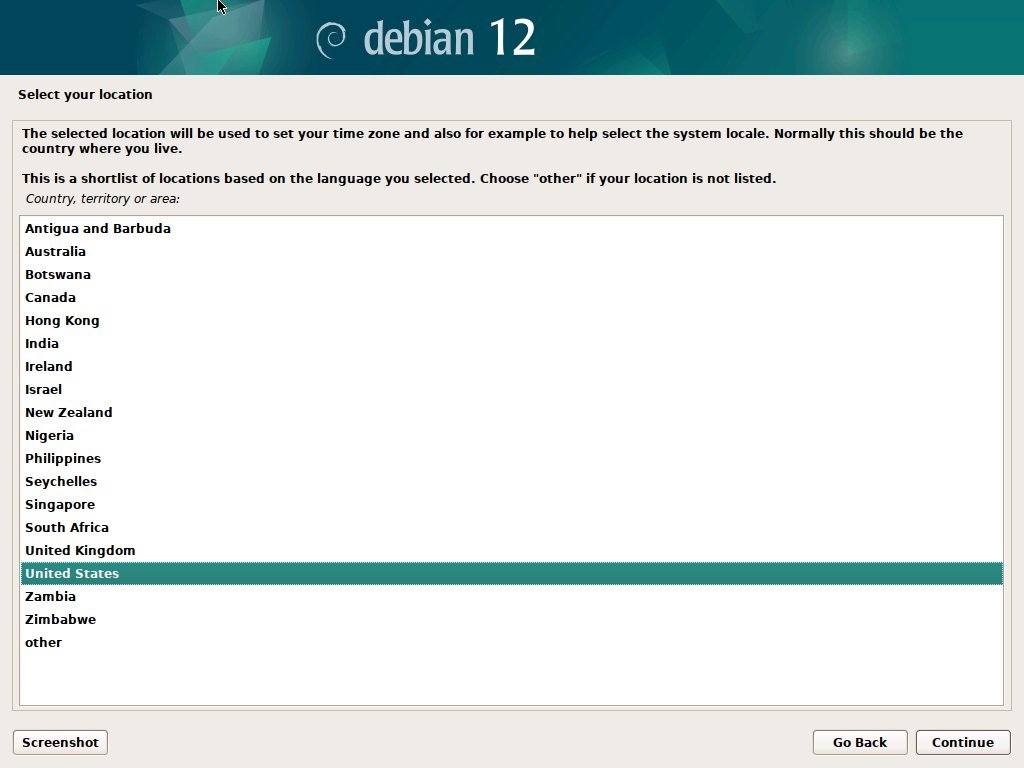 debian 12
Select your location
The selected location will be used to set your time zone and also for example to help select the system locale. Normally this should be the
country where you live.
This is a shortlist of locations based on the language you selected. Choose "other" if your location is not listed.
Country, territory or area:
Antigua and Barbuda
Australia
Botswana
Canada
Hong Kong
India
Ireland
Israel
New Zealand
Nigeria
Philippines
Seychelles
Singapore
South Africa
United Kingdom
United States
Zambia
Zimbabwe
other
Screenshot Go Back Continue